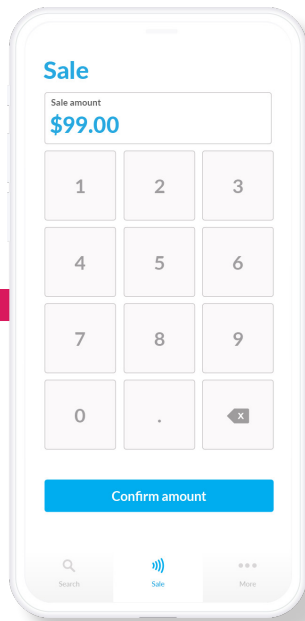 Sale
Sale amount
$99.00
1 2 3
4 5 6
7 8 9
0 . x
Confirm amount
Search Sale More